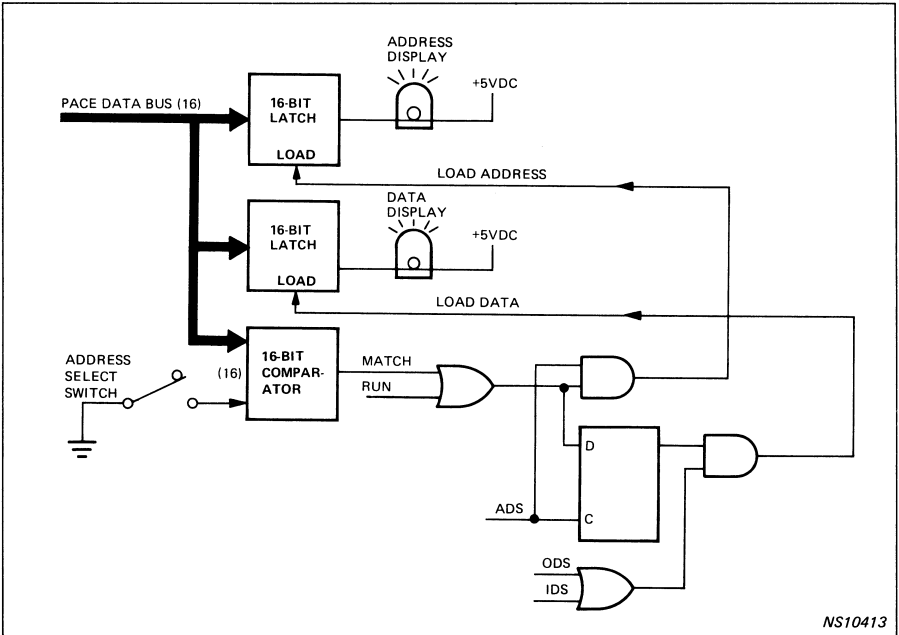 ADDRESS
DISPLAY
+5VDC
PACE DATA BUS (16)
16-BIT
LATCH
LOAD
LOAD ADDRESS
DATA
DISPLAY
+5VDC
16-BIT
LATCH
LOAD
LOAD DATA
ADDRESS
SELECT
SWITCH
(16)
16-BIT
COMPAR-
ATOR
MATCH
RUN
D
ADS
C
ODS
IDS
NS10413